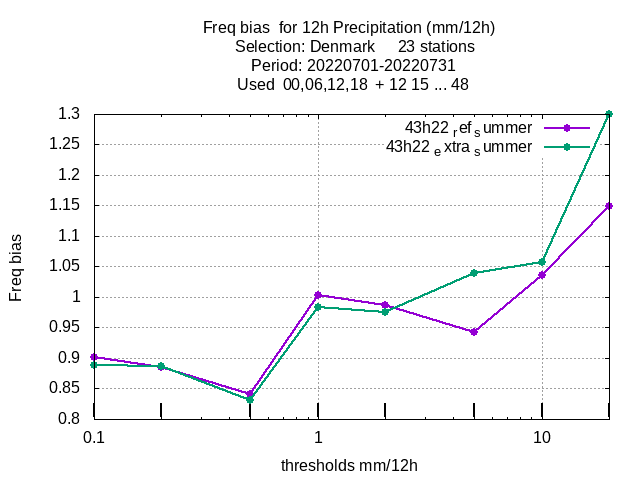 Freq bias  for 12h Precipitation (mm/12h)
Selection: Denmark     23 stations
Period: 20220701-20220731
Used  00,06,12,18  + 12 15 ... 48
1.3
1.25
1.2
1.15
1.1
1.05
1
0.95
0.9
0.85
0.8
Freq bias
43h22 ref summer
43h22 extra summer
0.1 1 10
thresholds mm/12h